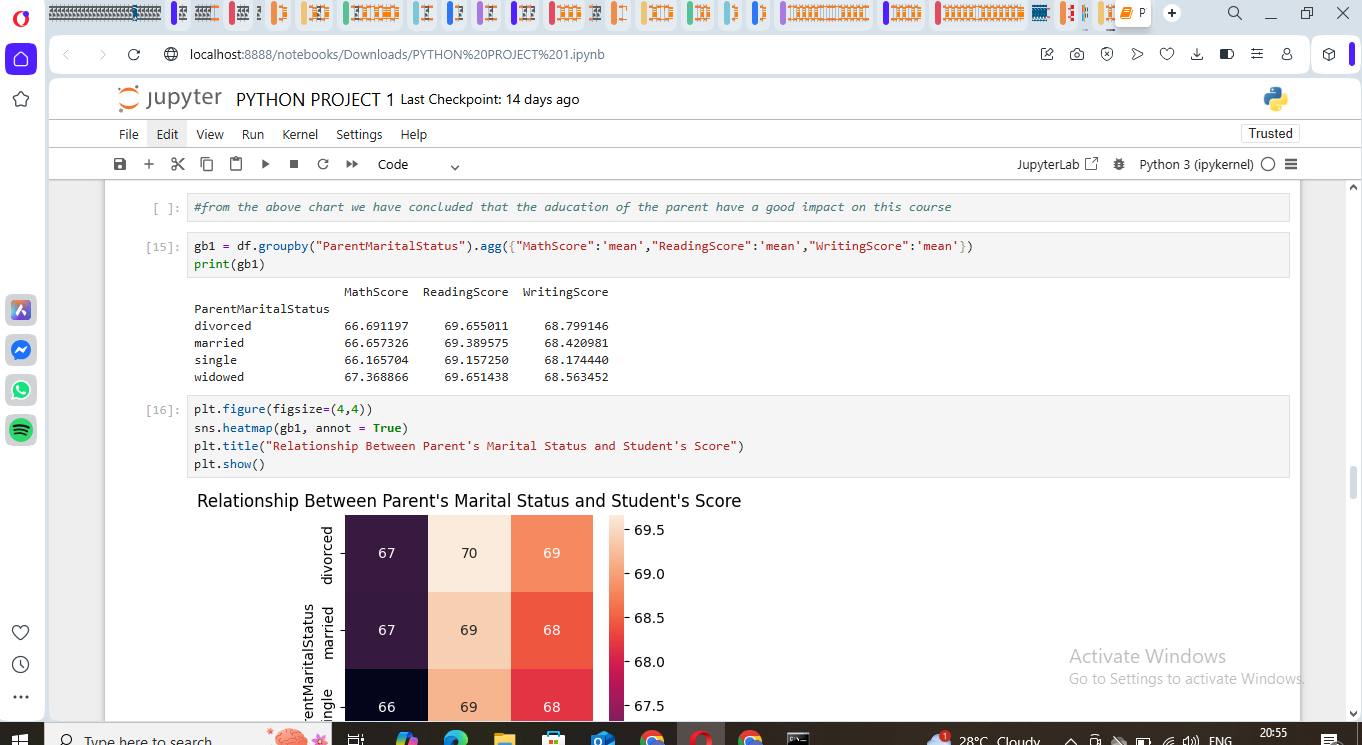 P
localhost:8888/notebooks/Downloads/PYTHON%20PROJECT%201.ipynb
jupyter PYTHON PROJECT 1 Last Checkpoint: 14 days ago
File Edit View Run Kernel Settings Help
Trusted
Code
JupyterLab
Python 3 (ipykernel)
[ ]: #from the above chart we have concluded that the aducation of the parent have a good impact on this course
[15]: gb1 = df.groupby("ParentMaritalStatus").agg({"MathScore":'mean',"ReadingScore":'mean',"WritingScore":'mean'})
print(gb1)
MathScore ReadingScore WritingScore
ParentMaritalStatus
divorced 66.691197 69.655011 68.799146
married 66.657326 69.389575 68.420981
single 66.165704 69.157250 68.174440
widowed 67.368866 69.651438 68.563452
[16]: plt.figure(figsize=(4,4))
sns.heatmap(gb1, annot = True)
plt.title("Relationship Between Parent's Marital Status and Student's Score")
plt.show()
Relationship Between Parent's Marital Status and Student's Score
divorced 67 70 69
married 67 69 68
ngle 66 69 68
entMaritalStatus
69.5
69.0
68.5
68.0
67.5
Activate Windows
Go to Settings to activate Windows.
Type here to search
1
28°C Cloudy
ENG
20:55